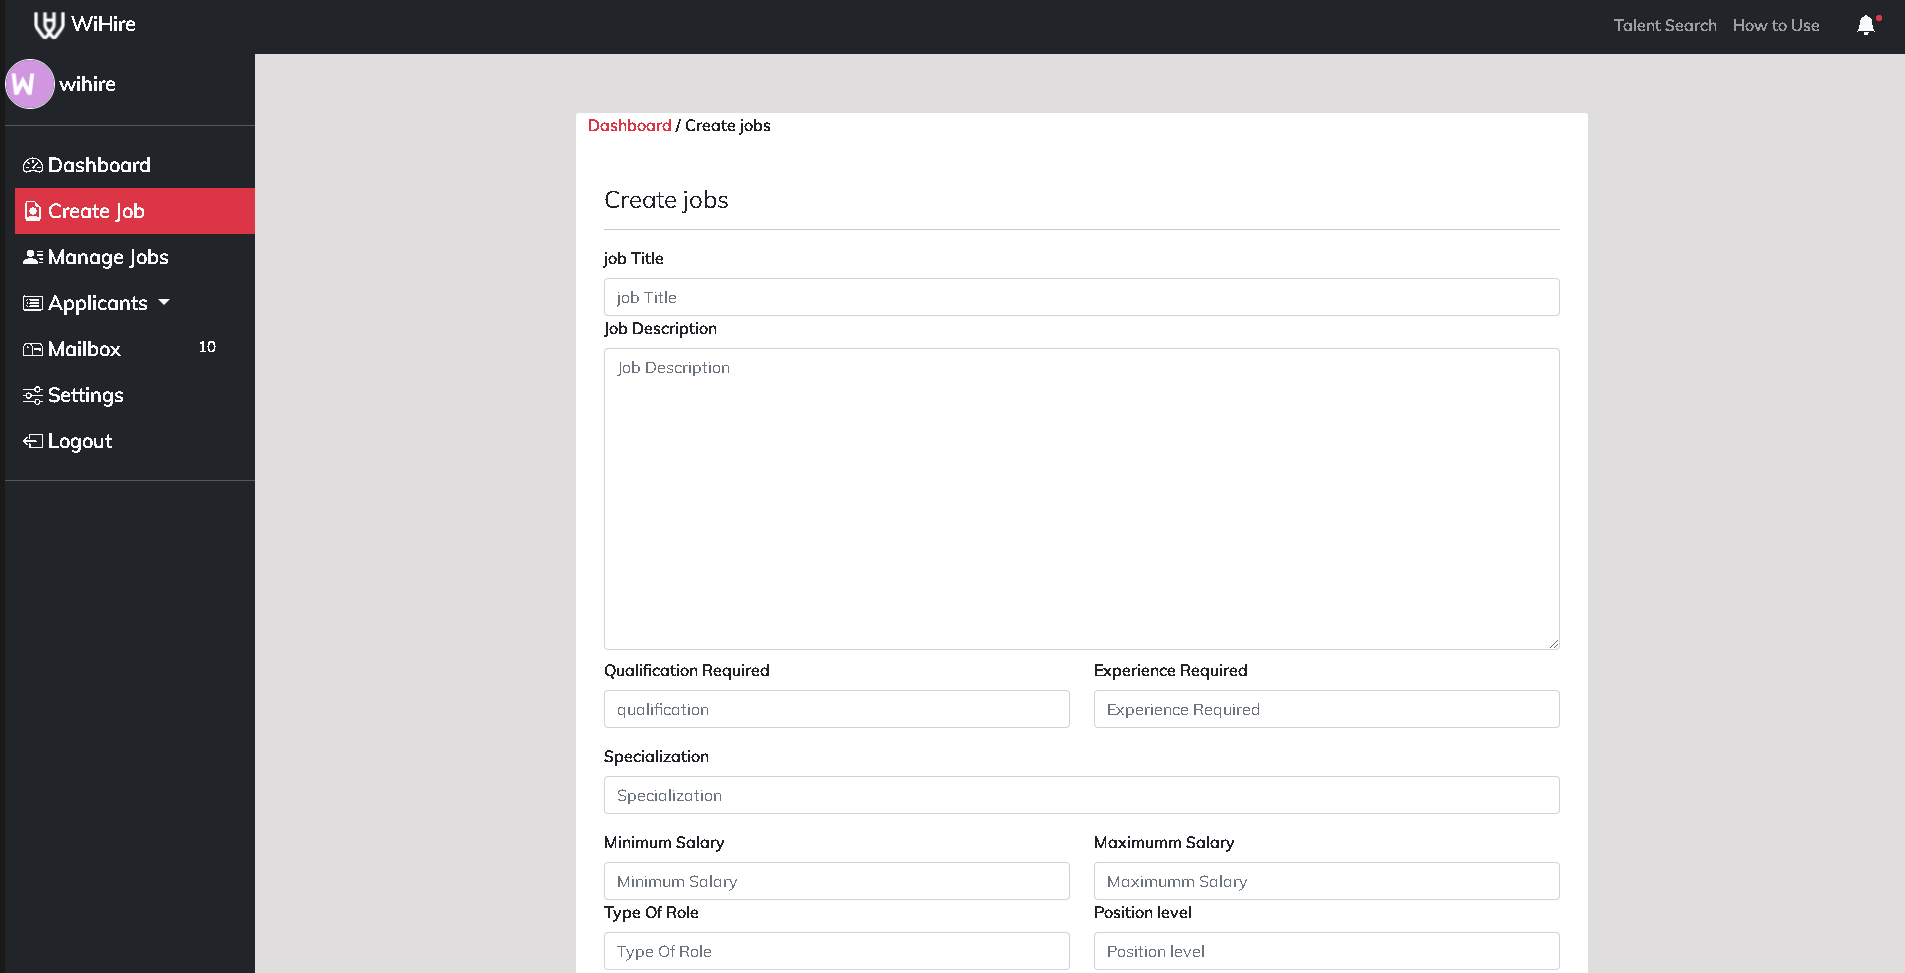 WiHire
Talent Search How to Use
W wihire
Dashboard
Create Job
Manage Jobs
Applicants
Mailbox 10
Settings
Logout
Dashboard / Create jobs
Create jobs
job Title
job Title
Job Description
Job Description
Qualification Required Experience Required
qualification Experience Required
Specialization
Specialization
Minimum Salary Maximumm Salary
Minimum Salary Maximumm Salary
Type Of Role Position level
Type Of Role Position level